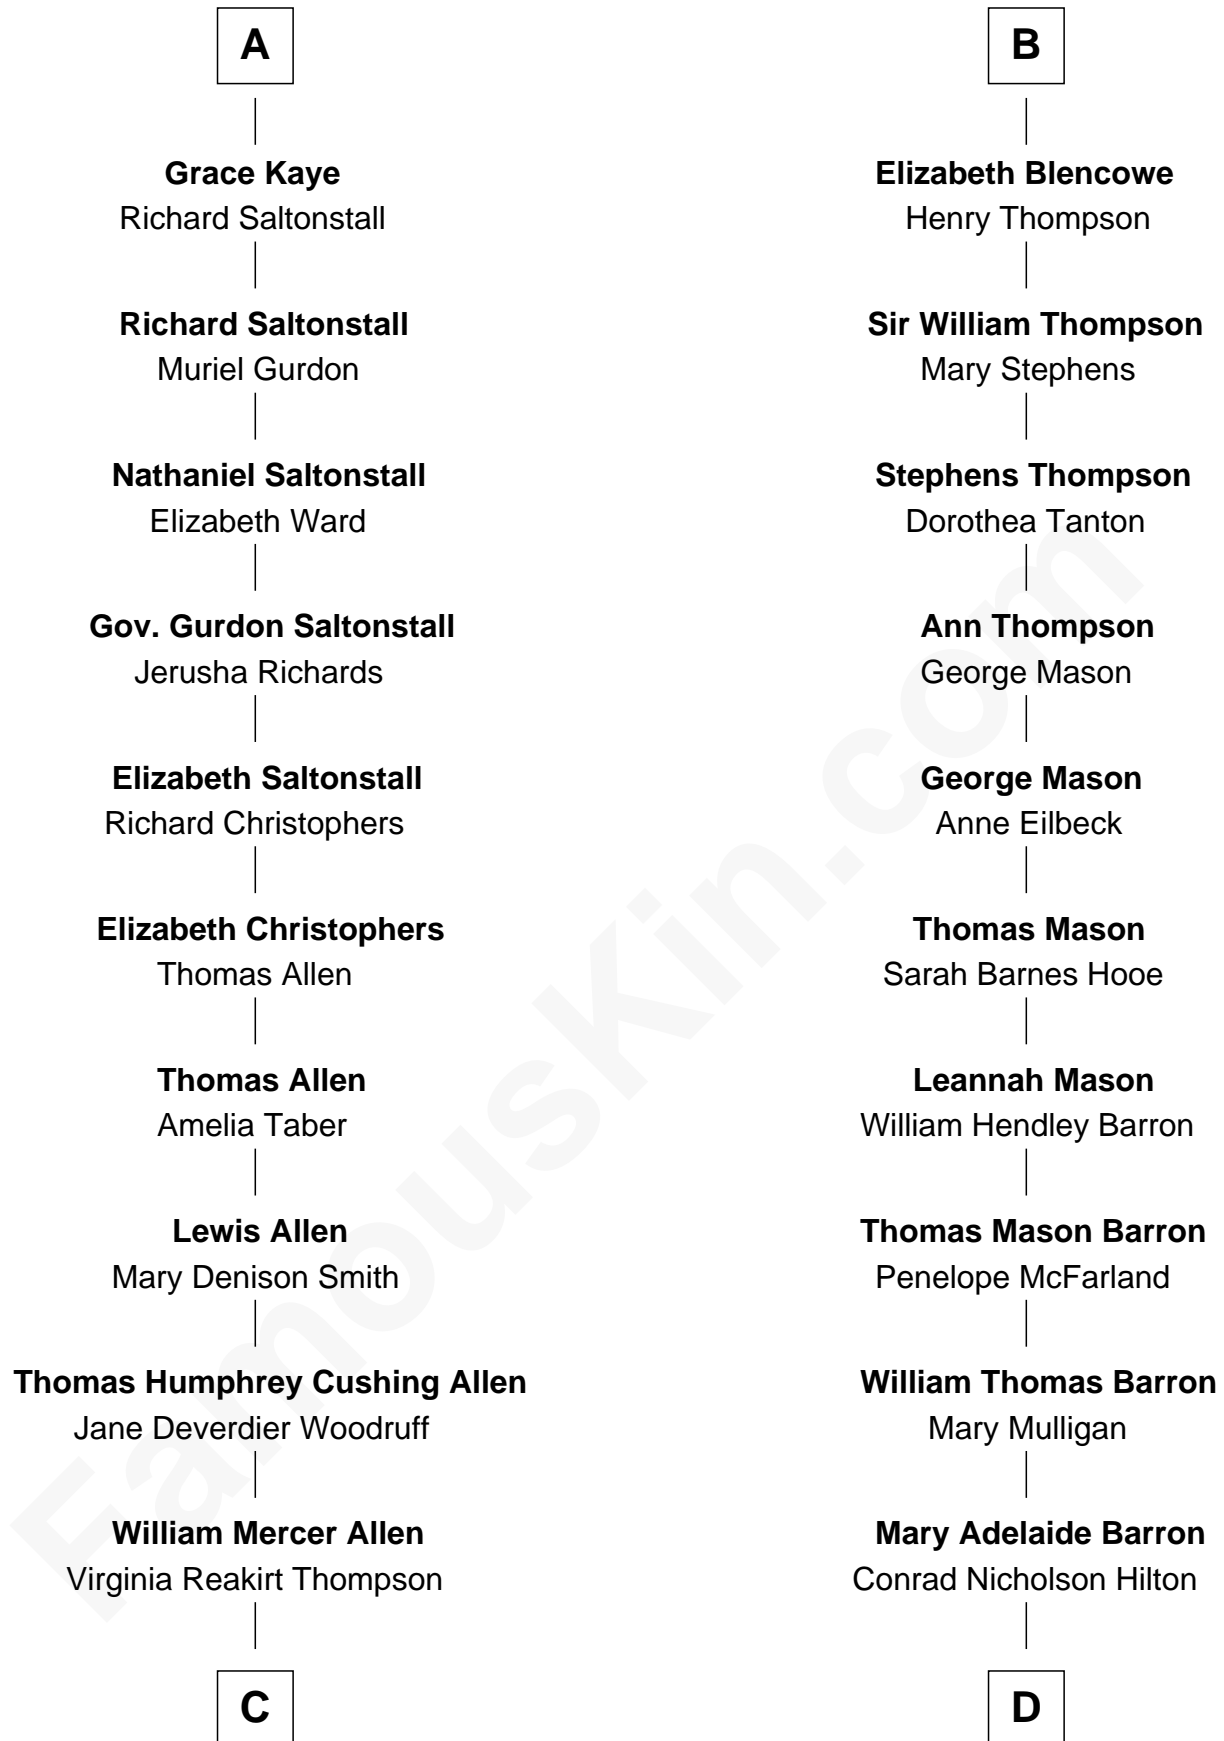 A
Grace Kaye
Richard Saltonstall
Richard Saltonstall
Muriel Gurdon
Nathaniel Saltonstall
Elizabeth Ward
Gov. Gurdon Saltonstall
Jerusha Richards
Elizabeth Saltonstall
Richard Christophers
Elizabeth Christophers
Thomas Allen
Thomas Allen
Amelia Taber
Lewis Allen
Mary Denison Smith
Thomas Humphrey Cushing Allen
Jane Deverdier Woodruff
William Mercer Allen
Virginia Reakirt Thompson
C
B
Elizabeth Blencowe
Henry Thompson
Sir William Thompson
Mary Stephens
Stephens Thompson
Dorothea Tanton
Ann Thompson
George Mason
George Mason
Anne Eilbeck
Thomas Mason
Sarah Barnes Hooe
Leannah Mason
William Hendley Barron
Thomas Mason Barron
Penelope McFarland
William Thomas Barron
Mary Mulligan
Mary Adelaide Barron
Conrad Nicholson Hilton
D
FamousKin.com